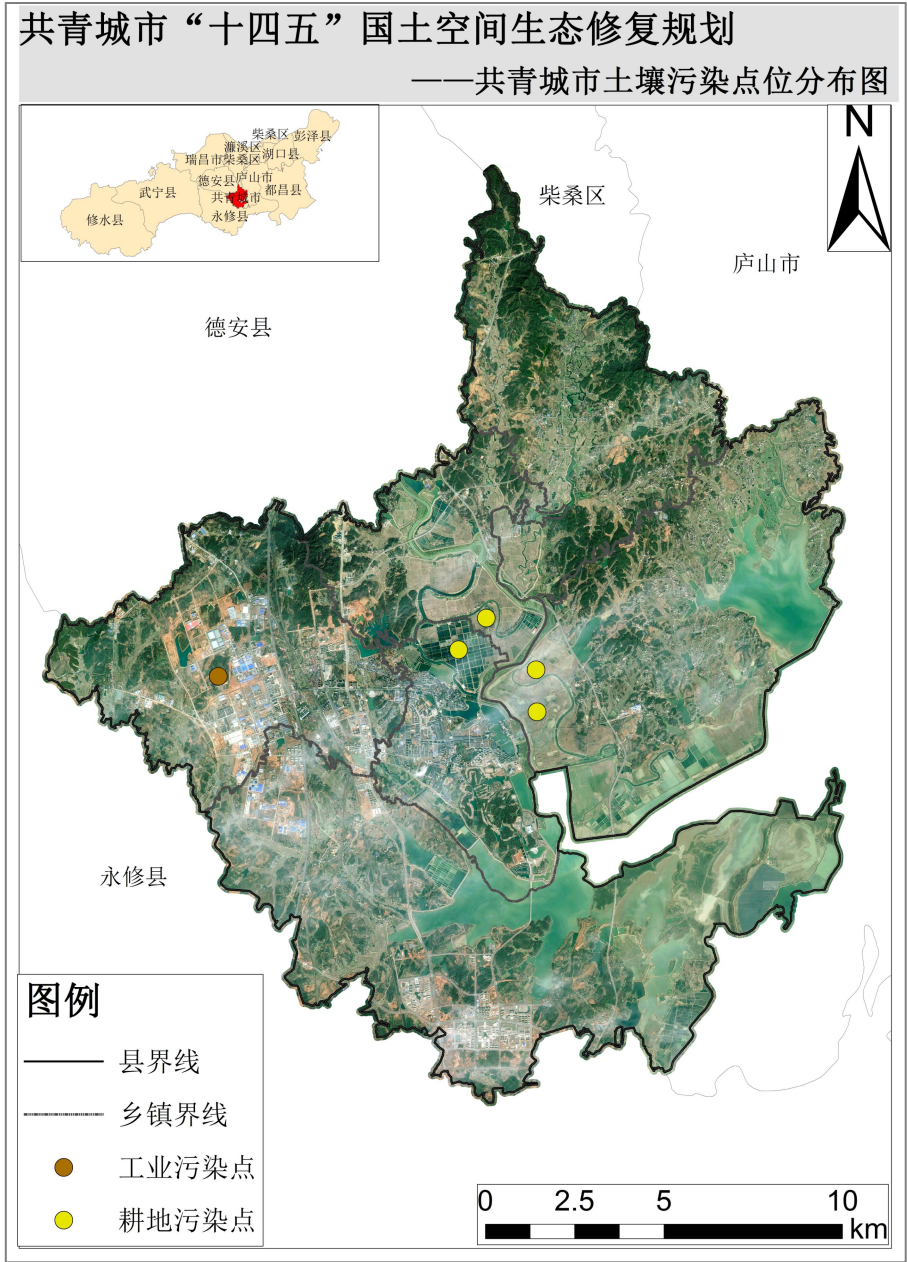 共青城市“十四五”国土空间生态修复规划
——共青城市土壤污染点位分布图
柴桑区
彭泽县
濂溪区
湖口县
瑞昌市
柴桑区
德安县
庐山市
武宁县
都昌县
共青城市
修水县
永修县
N
柴桑区
庐山市
德安县
永修县
图例
县界线
乡镇界线
工业污染点
耕地污染点
0 2.5 5 10
km